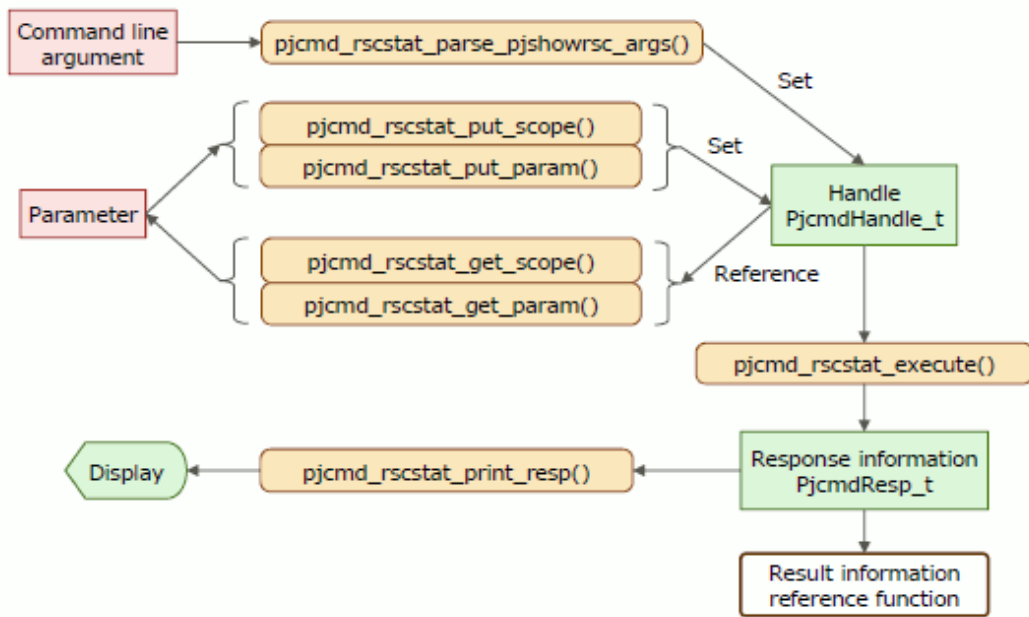 Command line
argument
pjcmd_rscstat_parse_pjshowrsc_args()
Set
pjcmd_rscstat_put_scope()
Set
pjcmd_rscstat_put_param()
Handle
PjcmdHandle_t
Parameter
pjcmd_rscstat_get_scope()
Reference
pjcmd_rscstat_get_param()
pjcmd_rscstat_execute()
Display
pjcmd_rscstat_print_resp()
Response information
PjcmdResp_t
Result information
reference function